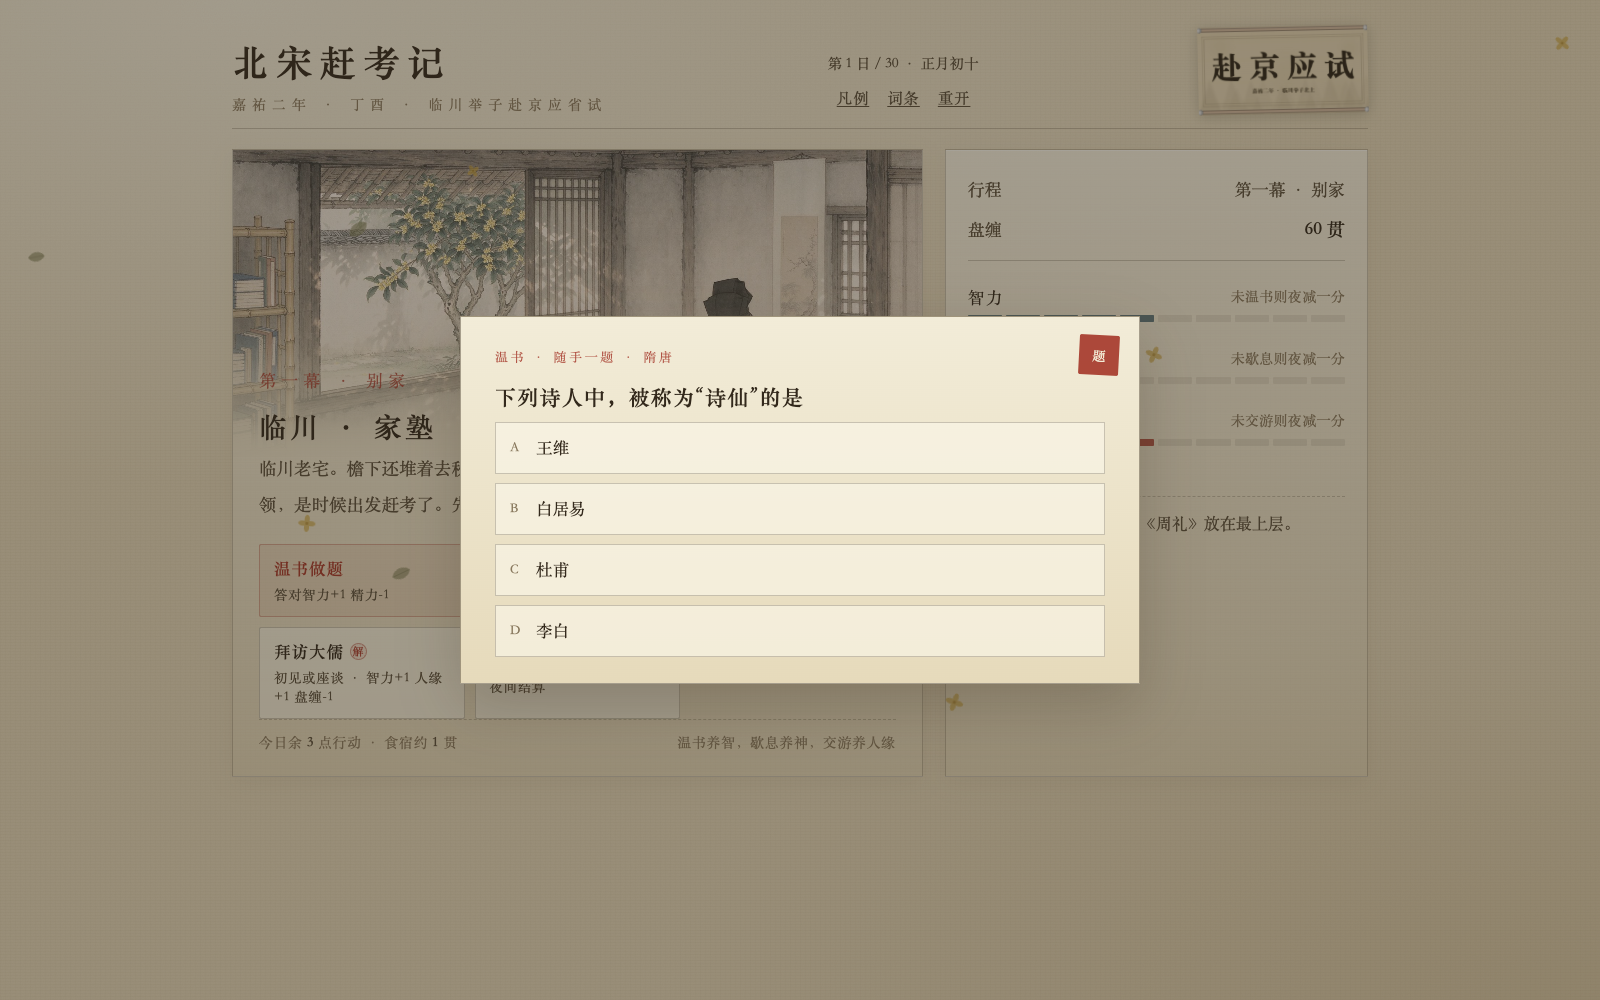 北宋赶考记
嘉祐二年 · 丁酉 · 临川举子赴京应省试
第 1 日 / 30 · 正月初十
凡例 词条 重开
赴京应试
第一幕 · 别家
临川 · 家塾
临川老宅。檐下还堆着去
领，是时候出发赶考了。
温书做题
答对智力+1 精力-1
拜访大儒 解
初见或座谈 · 智力+1 人缘
+1 盘缠-1
夜间结算
今日余 3 点行动 · 食宿约 1 贯
温书养智，歇息养神，交游养人缘
温书 · 随手一题 · 隋唐
题
下列诗人中，被称为“诗仙”的是
A 王维
B 白居易
C 杜甫
D 李白
行程 第一幕 · 别家
盘缠 60 贯
智力 未温书则夜减一分
未歇息则夜减一分
未交游则夜减一分
《周礼》放在最上层。